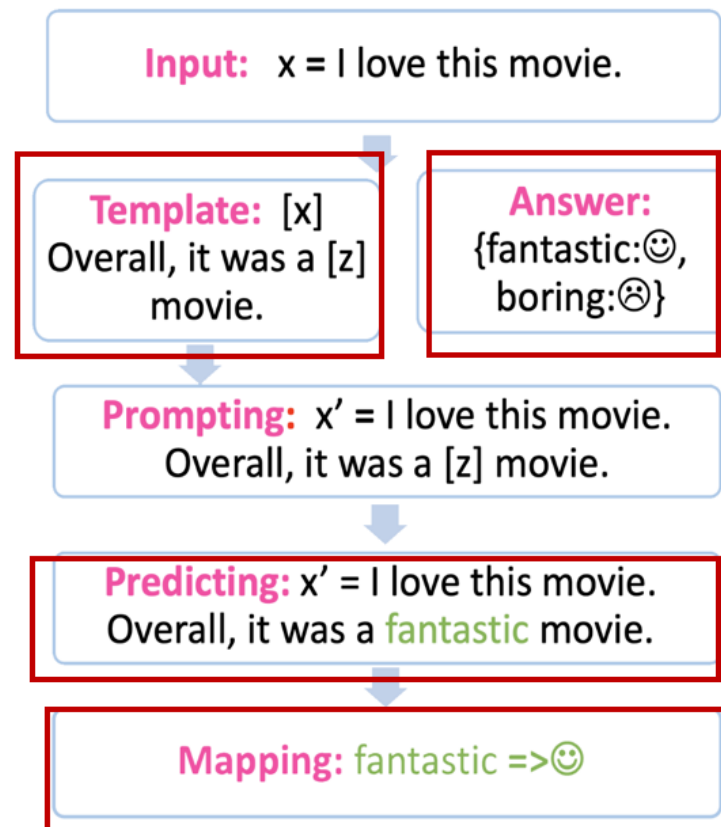 Input: x = I love this movie.
Template: [x]
Overall, it was a [z]
movie.
Answer:
{fantastic:☺,
boring:☹}
Prompting: x’ = I love this movie.
Overall, it was a [z] movie.
Predicting: x’ = I love this movie.
Overall, it was a fantastic movie.
Mapping: fantastic =>☺